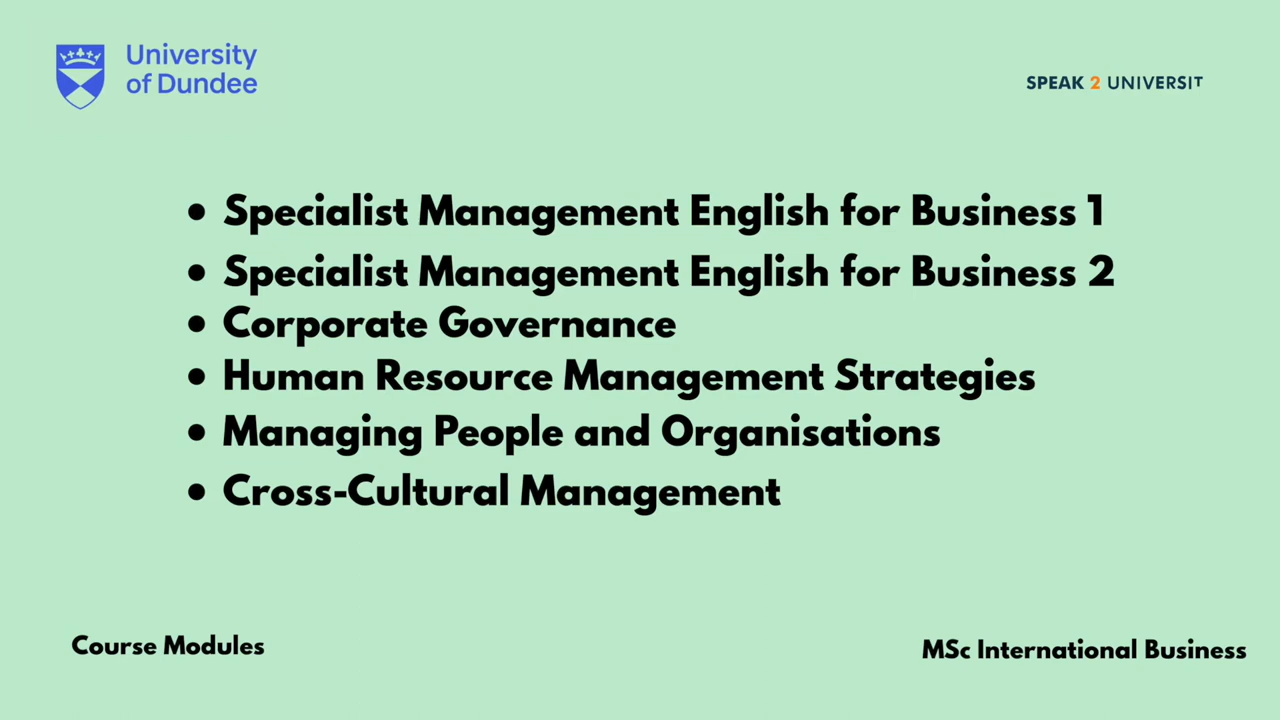 University
of Dundee
SPEAK 2 UNIVERSIT
• Specialist Management English for Business 1
• Specialist Management English for Business 2
• Corporate Governance
• Human Resource Management Strategies
• Managing People and Organisations
• Cross-Cultural Management
Course Modules
MSc International Business